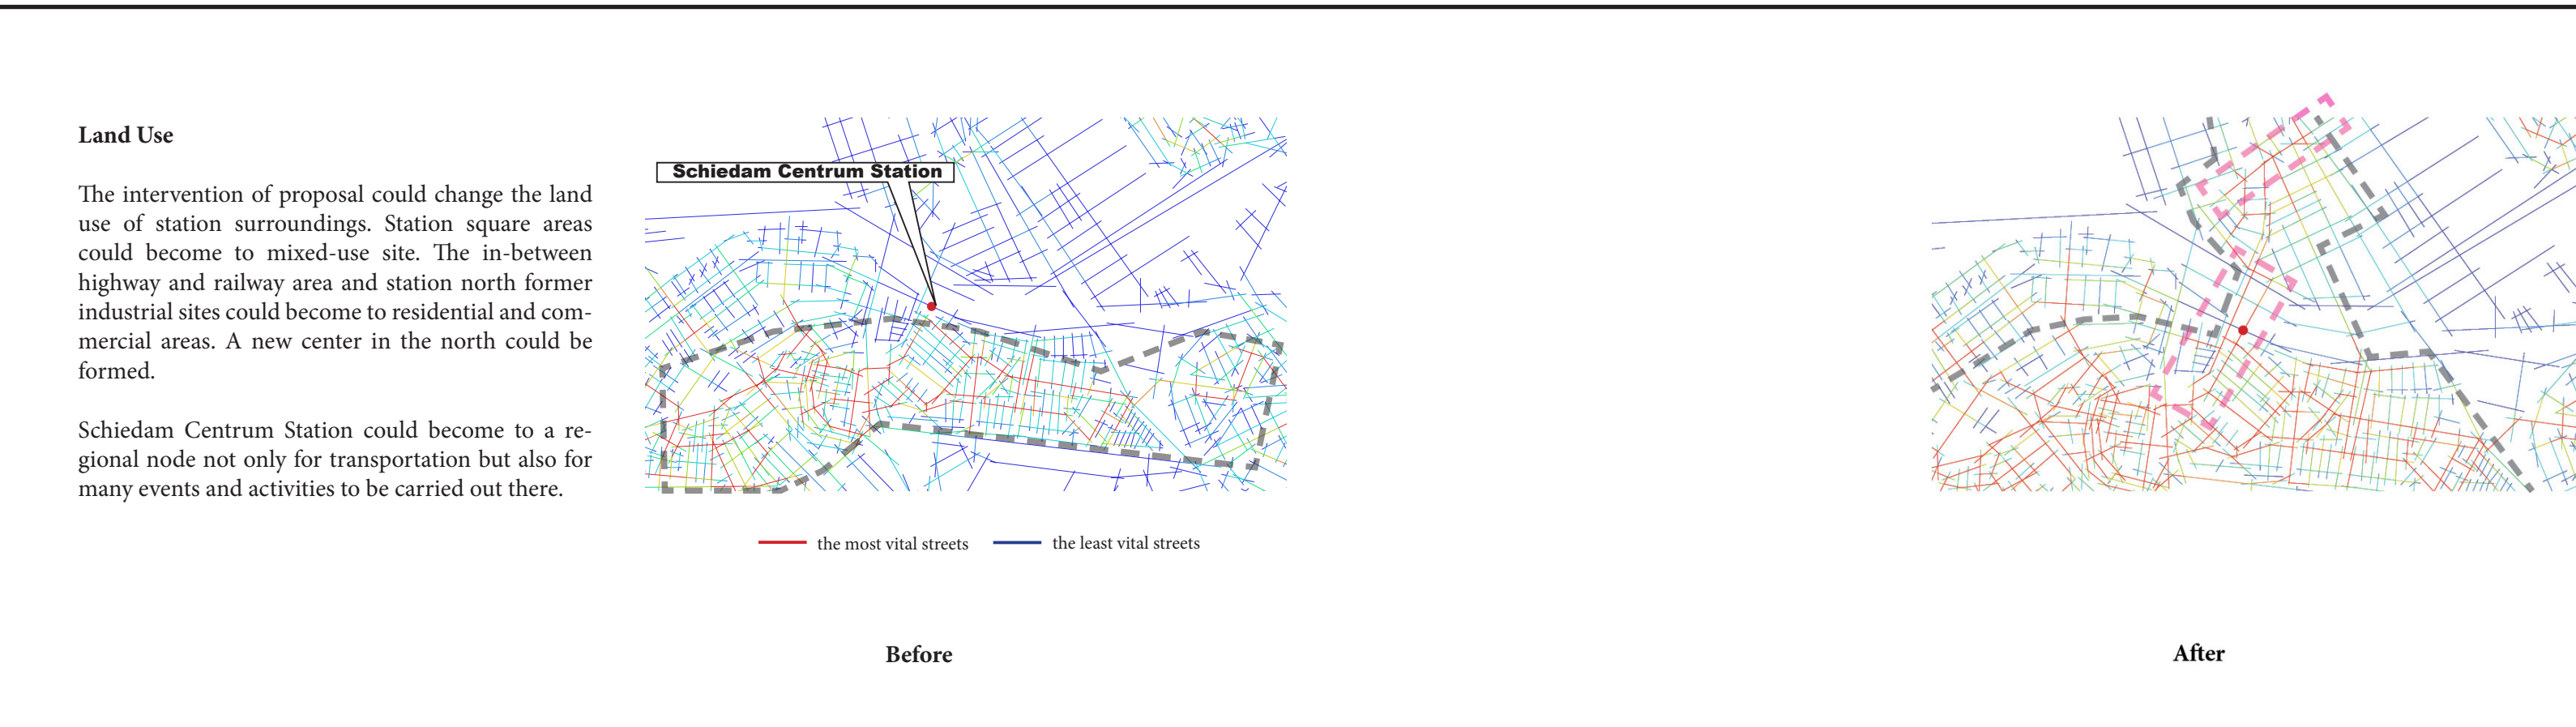 Land Use
The intervention of proposal could change the land
use of station surroundings. Station square areas
could become to mixed-use site. The in-between
highway and railway area and station north former
industrial sites could become to residential and com-
mercial areas. A new center in the north could be
formed.
Schiedam Centrum Station could become to a re-
gional node not only for transportation but also for
many events and activities to be carried out there.
Schiedam Centrum Station
the most vital streets
the least vital streets
Before
After